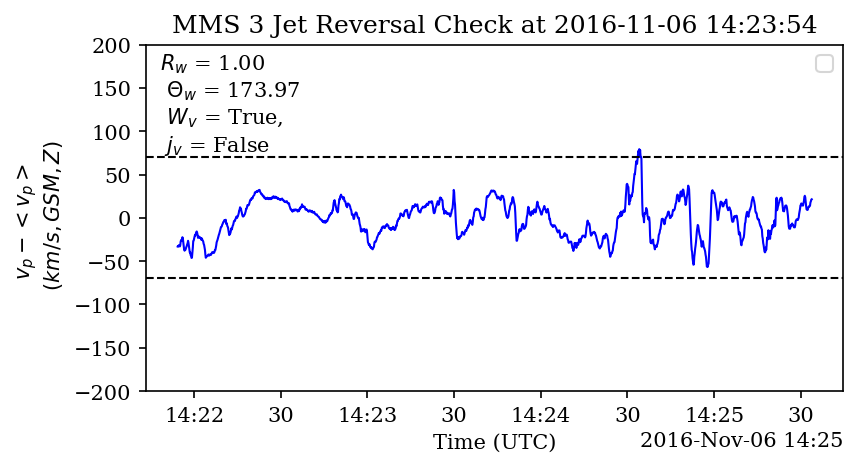 MMS 3 Jet Reversal Check at 2016-11-06 14:23:54
R_w = 1.00
Θ_w = 173.97
W_v = True,
j_v = False
v_p − < v_p >
(km/s, GSM, Z)
200
150
100
50
0
−50
−100
−150
−200
14:22 30 14:23 30 14:24 30 14:25 30
Time (UTC) 2016-Nov-06 14:25